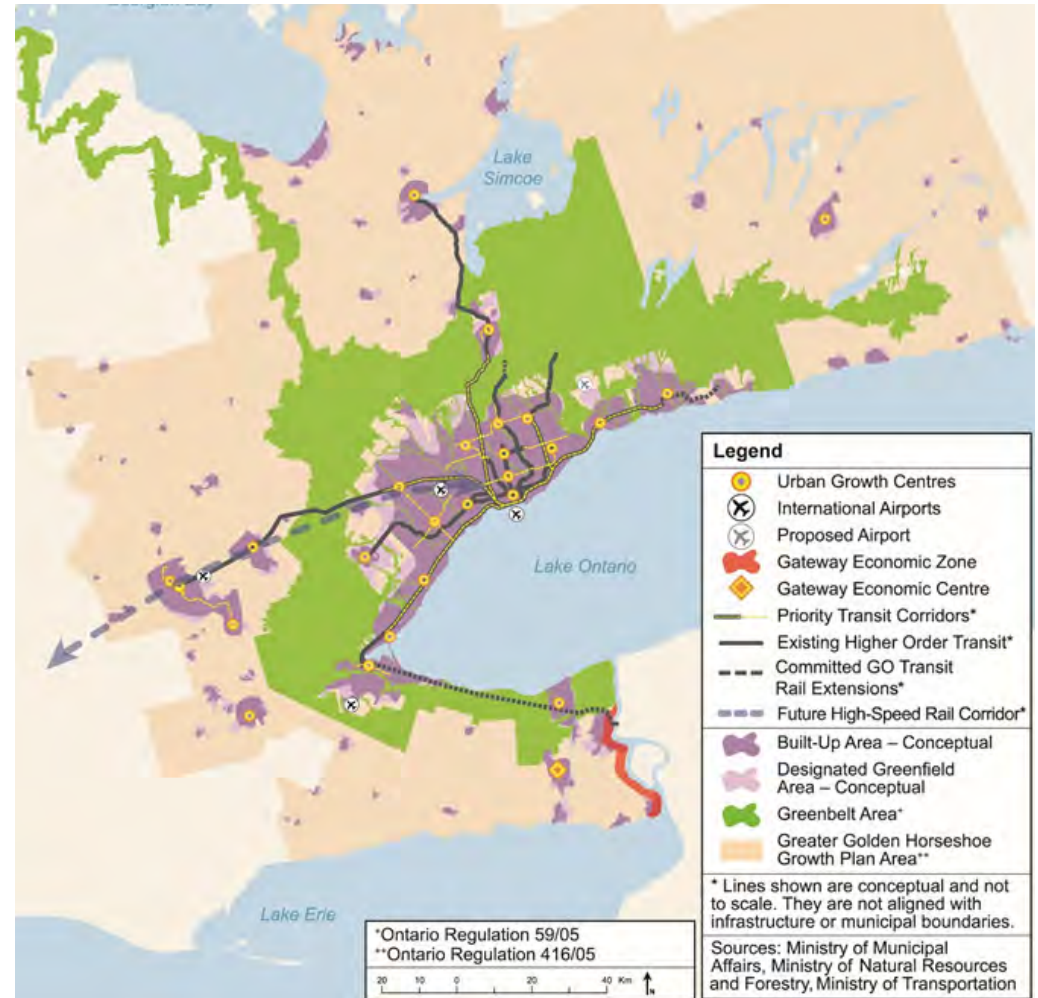 Georgian Bay
Lake
Simcoe
Lake Ontario
Lake Erie
Legend
Urban Growth Centres
International Airports
Proposed Airport
Gateway Economic Zone
Gateway Economic Centre
Priority Transit Corridors*
Existing Higher Order Transit*
Committed GO Transit
Rail Extensions*
Future High-Speed Rail Corridor*
Built-Up Area – Conceptual
Designated Greenfield
Area – Conceptual
Greenbelt Area+
Greater Golden Horseshoe
Growth Plan Area**
* Lines shown are conceptual and not
to scale. They are not aligned with
infrastructure or municipal boundaries.
Sources: Ministry of Municipal
Affairs, Ministry of Natural Resources
and Forestry, Ministry of Transportation
*Ontario Regulation 59/05
**Ontario Regulation 416/05
20 10 0 20 40 Km N